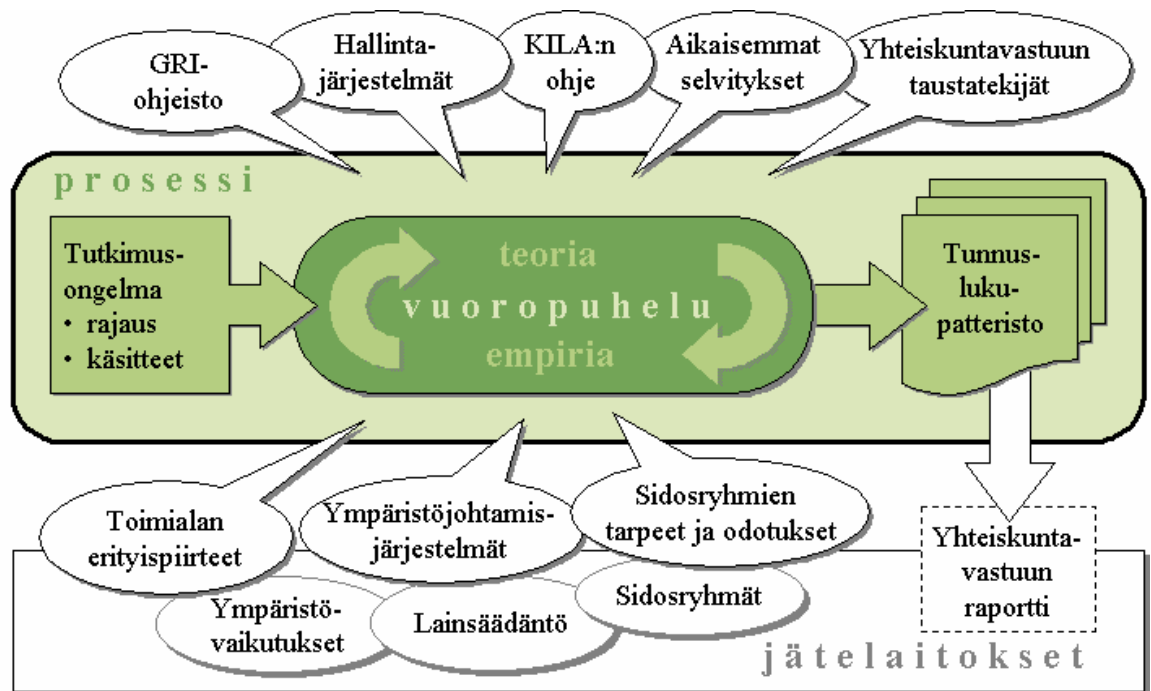 GRI-
ohjeisto
Hallinta-
järjestelmät
KILA:n
ohje
Aikaisemmat
selvitykset
Yhteiskuntavastuun
taustatekijät
prosessi
Tutkimus-
ongelma
• rajaus
• käsitteet
teoria
vuoropuhelu
empiria
Tunnus-
luku-
patteristo
Toimialan
erityispiirteet
Ympäristöjohtamis-
järjestelmät
Sidosryhmien
tarpeet ja odotukset
Yhteiskunta-
vastuun
raportti
Ympäristö-
vaikutukset
Lainsäädäntö
Sidosryhmät
jätelaitokset